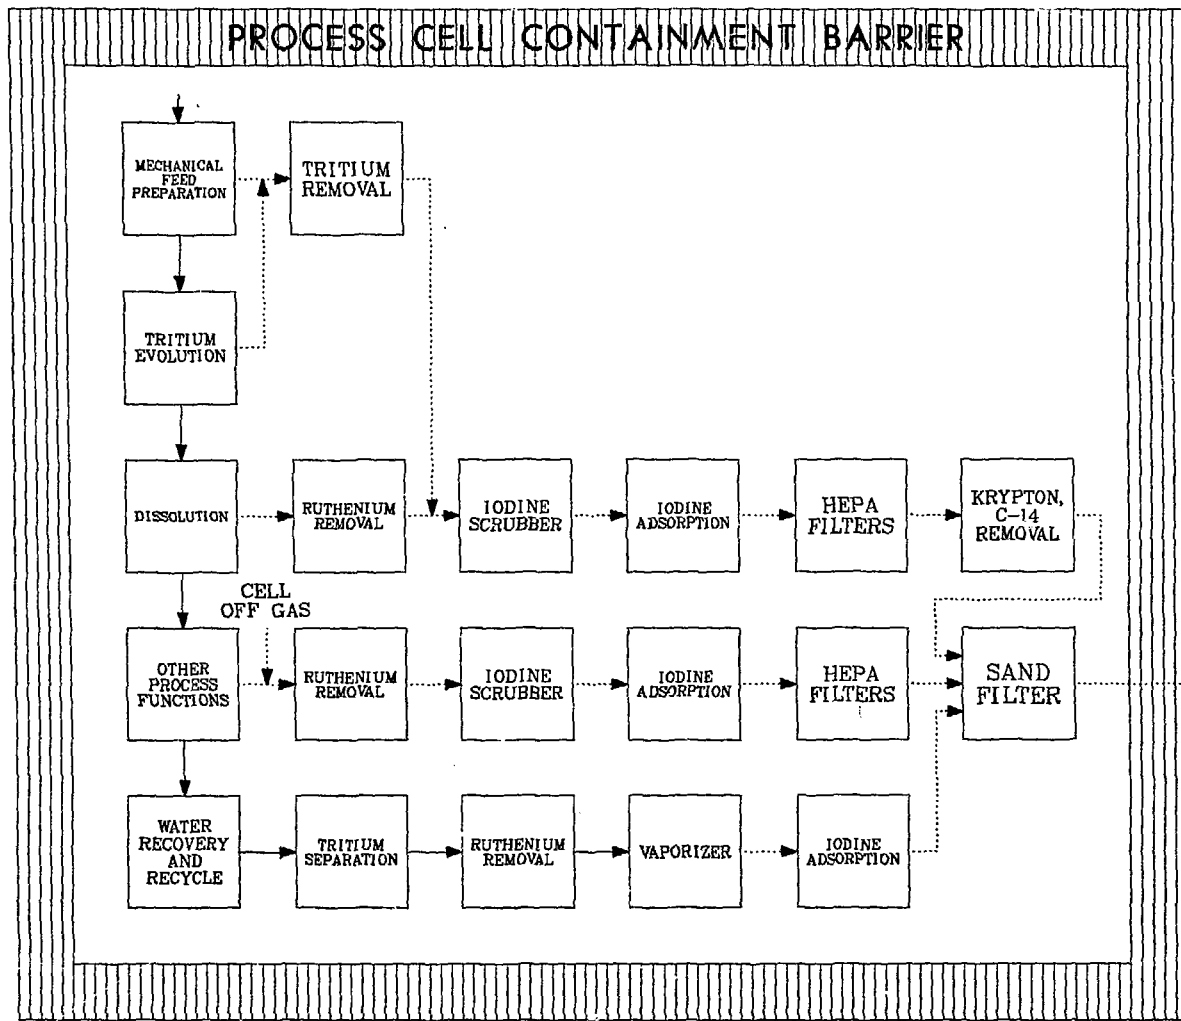 PROCESS CELL CONTAINMENT BARRIER
MECHANICAL
FEED
PREPARATION
TRITIUM
REMOVAL
TRITIUM
EVOLUTION
DISSOLUTION
RUTHENIUM
REMOVAL
IODINE
SCRUBBER
IODINE
ADSORPTION
HEPA
FILTERS
KRYPTON,
C-14
REMOVAL
CELL
OFF GAS
OTHER
PROCESS
FUNCTIONS
RUTHENIUM
REMOVAL
IODINE
SCRUBBER
IODINE
ADSORPTION
HEPA
FILTERS
SAND
FILTER
WATER
RECOVERY
AND
RECYCLE
TRITIUM
SEPARATION
RUTHENIUM
REMOVAL
VAPORIZER
IODINE
ADSORPTION